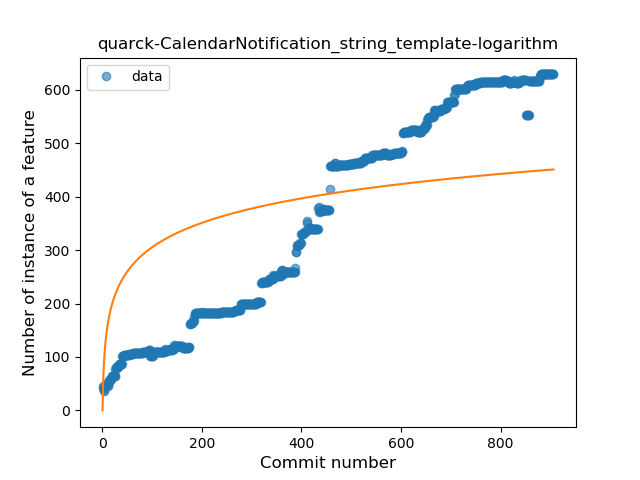 quarck-CalendarNotification_string_template-logarithm
data
Number of instance of a feature
600
500
400
300
200
100
0
0 200 400 600 800
Commit number